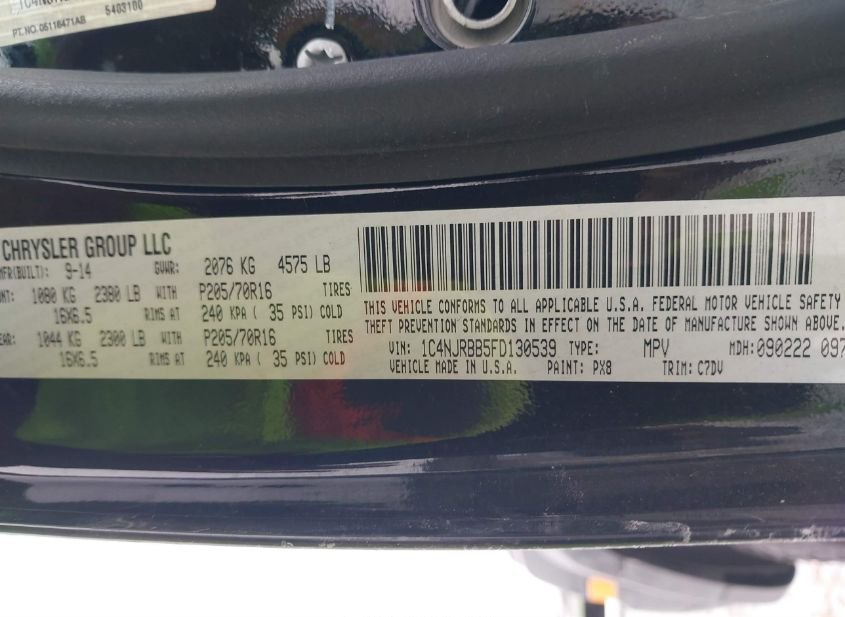 5403100
PT.NO.05116471AB
CHRYSLER GROUP LLC
MFR(BUILT): 9-14 GVWR: 2076 KG 4575 LB
1080 KG 2380 LB WITH P205/70R16 TIRES
16X6.5 RIMS AT 240 KPA ( 35 PSI) COLD
1044 KG 2300 LB WITH P205/70R16 TIRES
16X6.5 RIMS AT 240 KPA ( 35 PSI) COLD
THIS VEHICLE CONFORMS TO ALL APPLICABLE U.S.A. FEDERAL MOTOR VEHICLE SAFETY
THEFT PREVENTION STANDARDS IN EFFECT ON THE DATE OF MANUFACTURE SHOWN ABOVE.
VIN: 1C4NJRBB5FD130539 TYPE: MPV MDH:090222 097
VEHICLE MADE IN U.S.A. PAINT: PX8 TRIM: C7DV